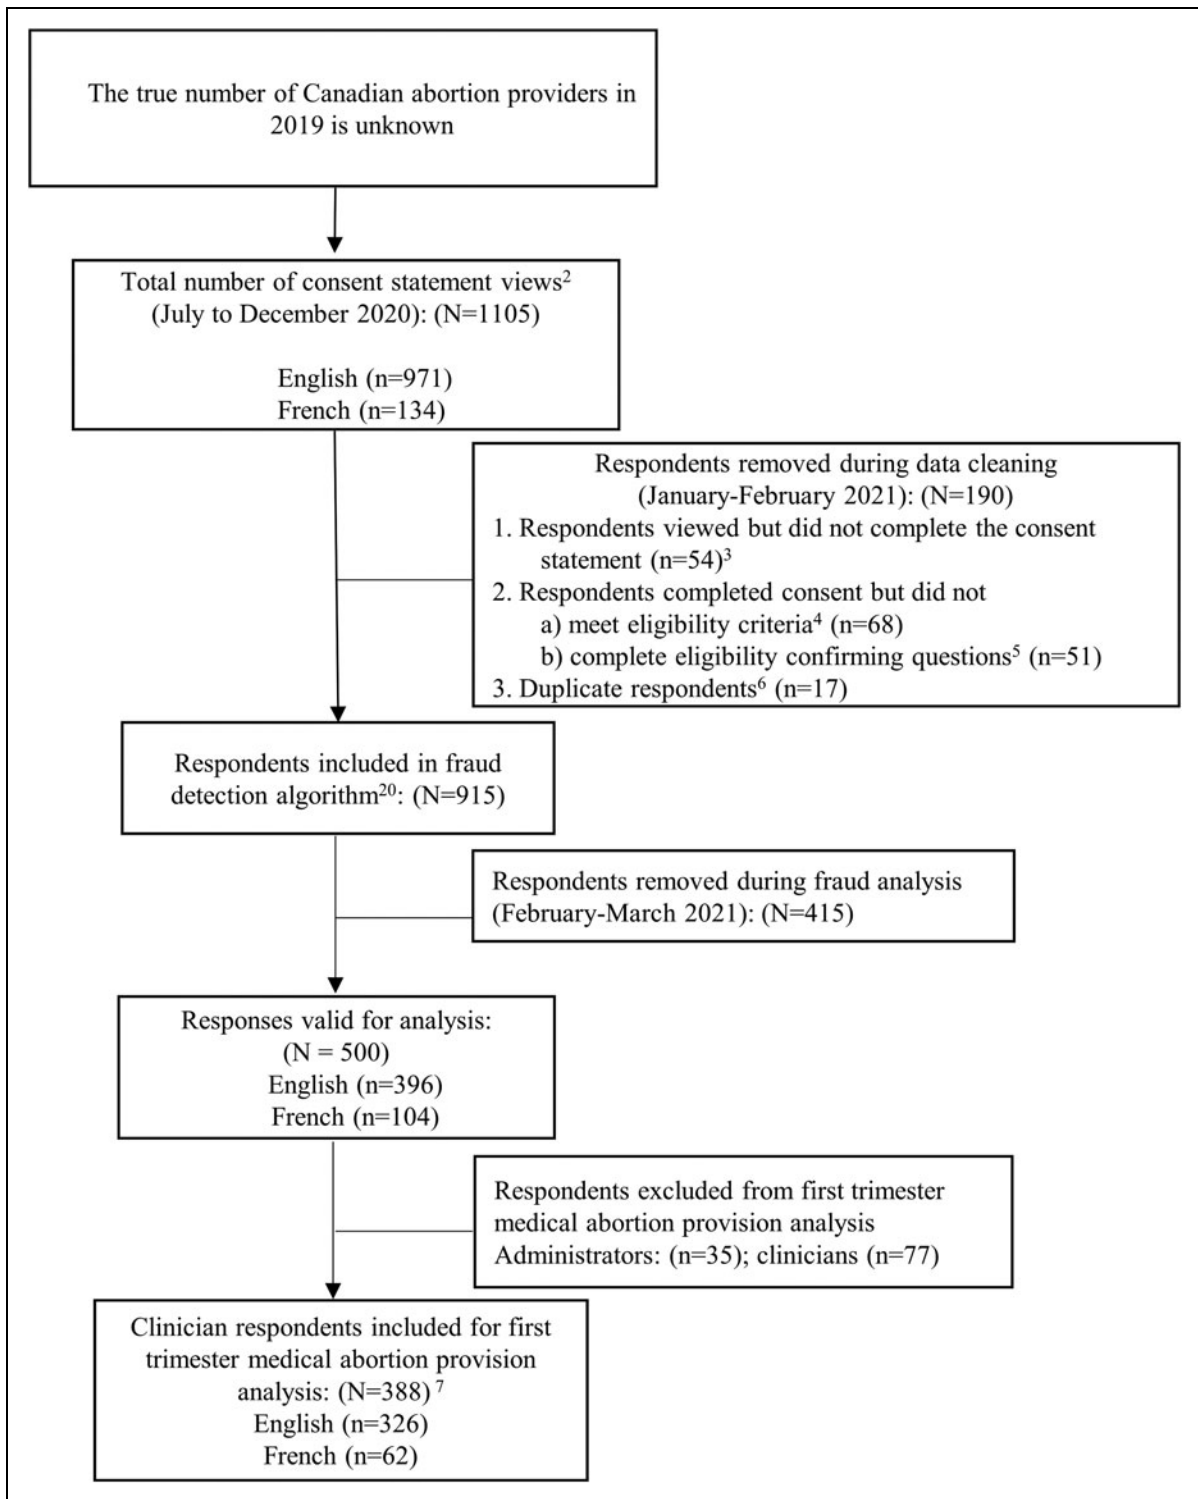 The true number of Canadian abortion providers in
2019 is unknown
Total number of consent statement views²
(July to December 2020): (N=1105)
English (n=971)
French (n=134)
Respondents removed during data cleaning
(January-February 2021): (N=190)
1. Respondents viewed but did not complete the consent
statement (n=54)³
2. Respondents completed consent but did not
a) meet eligibility criteria⁴ (n=68)
b) complete eligibility confirming questions⁵ (n=51)
3. Duplicate respondents⁶ (n=17)
Respondents included in fraud
detection algorithm²⁰: (N=915)
Respondents removed during fraud analysis
(February-March 2021): (N=415)
Responses valid for analysis:
(N = 500)
English (n=396)
French (n=104)
Respondents excluded from first trimester
medical abortion provision analysis
Administrators: (n=35); clinicians (n=77)
Clinician respondents included for first
trimester medical abortion provision
analysis: (N=388) ⁷
English (n=326)
French (n=62)